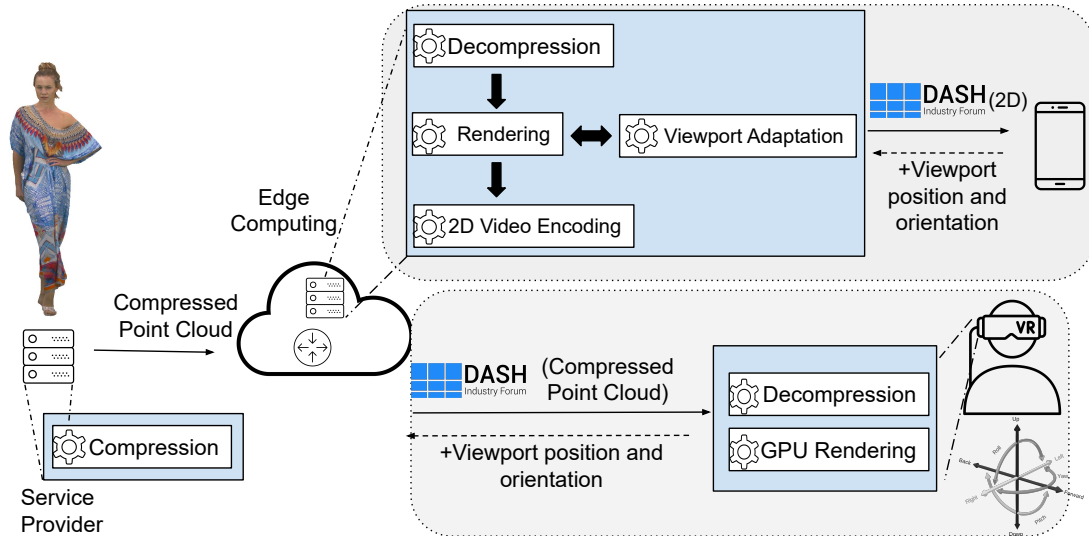 Decompression
Rendering
Viewport Adaptation
2D Video Encoding
DASH
Industry Forum
(2D)
+Viewport
position and
orientation
Edge
Computing
Compressed
Point Cloud
Compression
Service
Provider
DASH
Industry Forum
(Compressed
Point Cloud)
+Viewport position and
orientation
Decompression
GPU Rendering
VR
Up
Roll
Left
Back
Yaw
Right
Forward
Pitch
Down